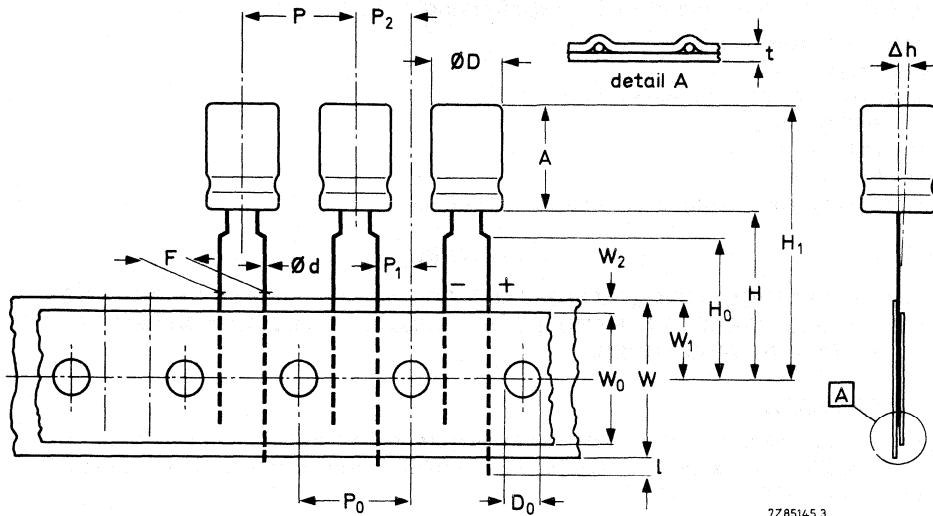 P P₂
ØD
t
detail A
Δh
A
H₁
H
F
Ød
P₁
W₂
H₀
- +
W₁
W₀
W
A
l
P₀
D₀
7Z85145.3